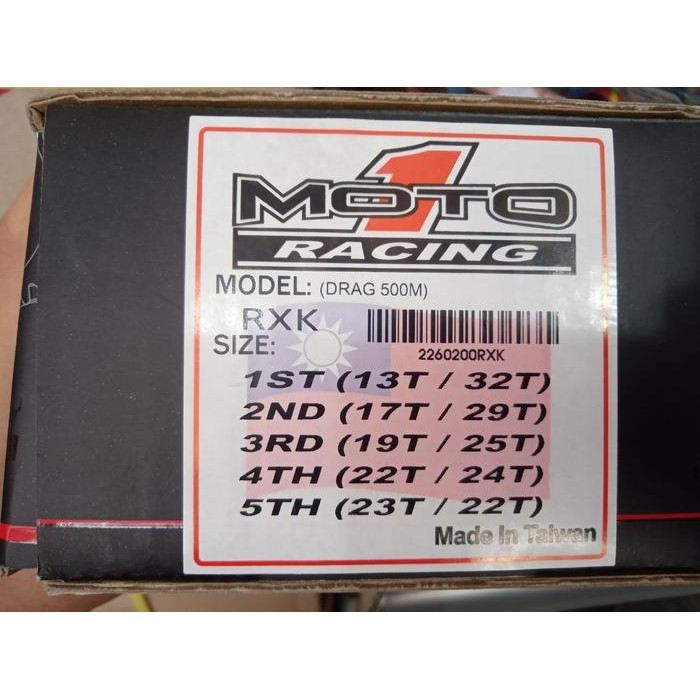 MOTO 1
RACING
MODEL: (DRAG 500M)
RXK
SIZE:
2260200RXK
1ST (13T / 32T)
2ND (17T / 29T)
3RD (19T / 25T)
4TH (22T / 24T)
5TH (23T / 22T)
Made In Taiwan